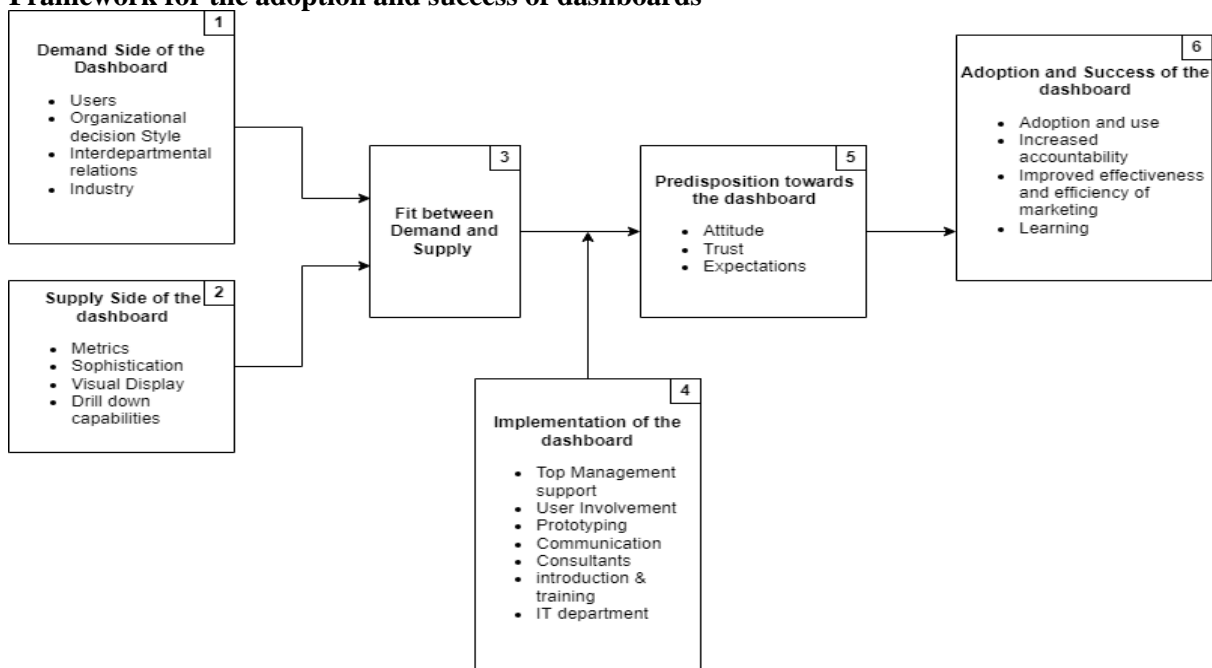 Framework for the adoption and success of dashboards
1
Demand Side of the
Dashboard
• Users
• Organizational
decision Style
• Interdepartmental
relations
• Industry
2
Supply Side of the
dashboard
• Metrics
• Sophistication
• Visual Display
• Drill down
capabilities
3
Fit between
Demand and
Supply
4
Implementation of the
dashboard
• Top Management
support
• User Involvement
• Prototyping
• Communication
• Consultants
• introduction &
training
• IT department
5
Predisposition towards
the dashboard
• Attitude
• Trust
• Expectations
6
Adoption and Success of the
dashboard
• Adoption and use
• Increased
accountability
• Improved effectiveness
and efficiency of
marketing
• Learning